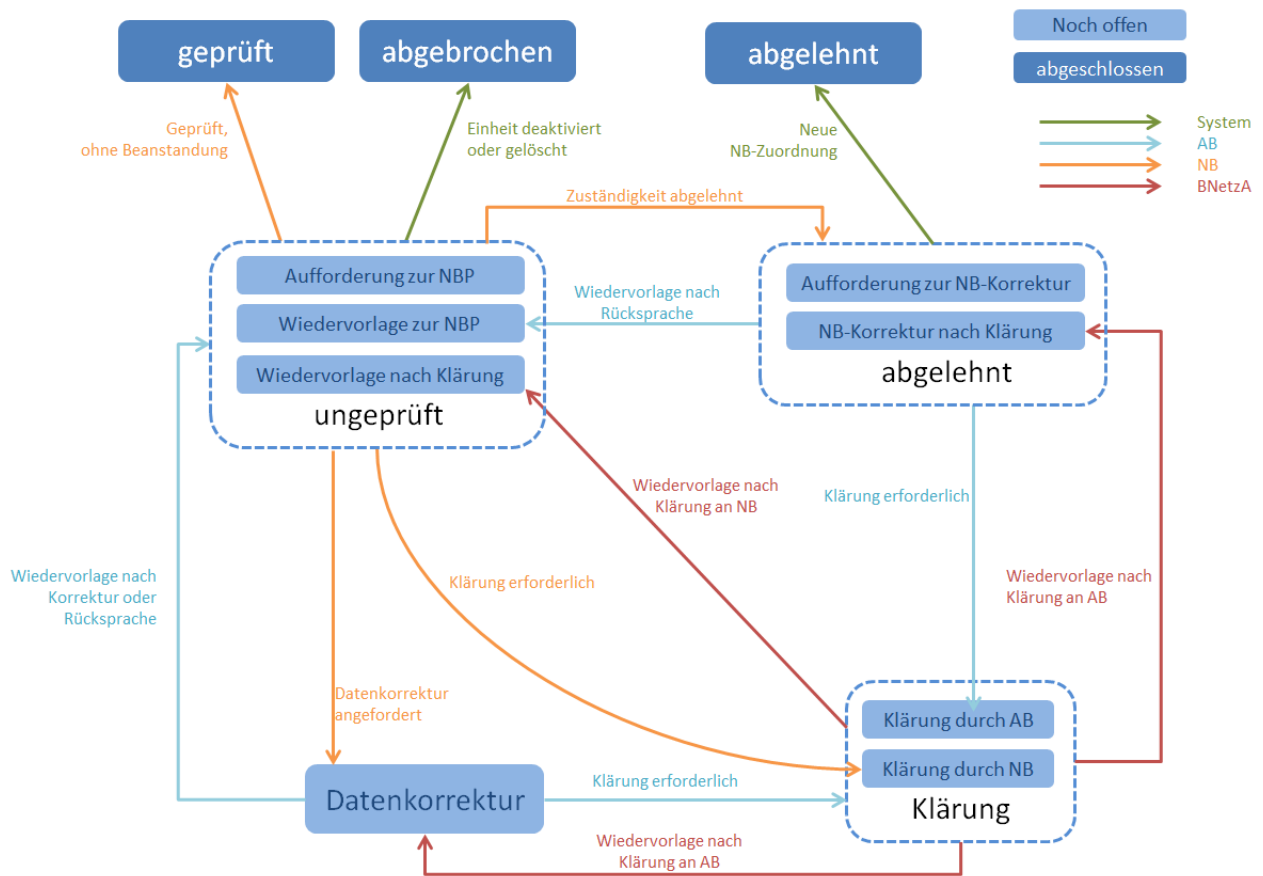 geprüft
abgebrochen
abgelehnt
Noch offen
abgeschlossen
System
AB
NB
BNetzA
Geprüft,
ohne Beanstandung
Einheit deaktiviert
oder gelöscht
Neue
NB-Zuordnung
Zuständigkeit abgelehnt
Aufforderung zur NBP
Wiedervorlage zur NBP
Wiedervorlage nach Klärung
ungeprüft
Wiedervorlage nach
Rücksprache
Aufforderung zur NB-Korrektur
NB-Korrektur nach Klärung
abgelehnt
Wiedervorlage nach
Klärung an NB
Klärung erforderlich
Wiedervorlage nach
Korrektur oder
Rücksprache
Klärung erforderlich
Wiedervorlage nach
Klärung an AB
Datenkorrektur
angefordert
Klärung durch AB
Klärung durch NB
Klärung
Datenkorrektur
Klärung erforderlich
Wiedervorlage nach
Klärung an AB